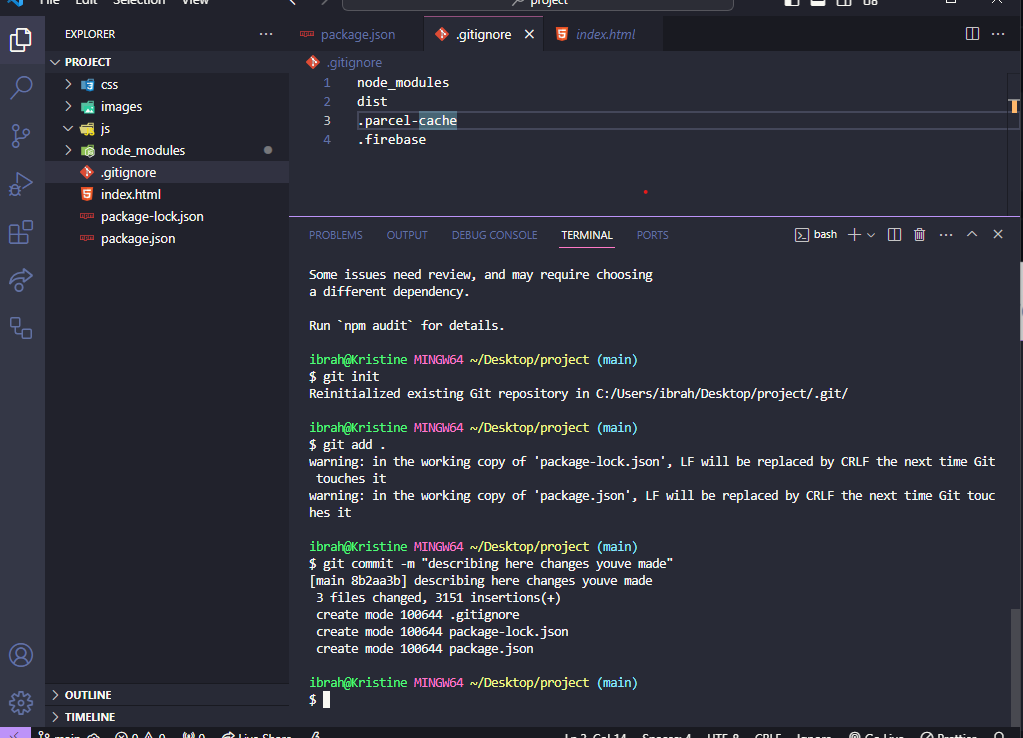 File Edit Selection View
project
EXPLORER
PROJECT
css
images
js
node_modules
.gitignore
index.html
package-lock.json
package.json
OUTLINE
TIMELINE
package.json
.gitignore
index.html
.gitignore
1 node_modules
2 dist
3 .parcel-cache
4 .firebase
PROBLEMS OUTPUT DEBUG CONSOLE TERMINAL PORTS
bash
Some issues need review, and may require choosing
a different dependency.
Run `npm audit` for details.
ibrah@Kristine MINGW64 ~/Desktop/project (main)
$ git init
Reinitialized existing Git repository in C:/Users/ibrah/Desktop/project/.git/
ibrah@Kristine MINGW64 ~/Desktop/project (main)
$ git add .
warning: in the working copy of 'package-lock.json', LF will be replaced by CRLF the next time Git
touches it
warning: in the working copy of 'package.json', LF will be replaced by CRLF the next time Git touc
hes it
ibrah@Kristine MINGW64 ~/Desktop/project (main)
$ git commit -m "describing here changes youve made"
[main 8b2aa3b] describing here changes youve made
3 files changed, 3151 insertions(+)
create mode 100644 .gitignore
create mode 100644 package-lock.json
create mode 100644 package.json
ibrah@Kristine MINGW64 ~/Desktop/project (main)
$
main 0 0 0 Live Share Ln 3, Col 14 Spaces: 4 UTF-8 CRLF Ignore Go Live Prettier